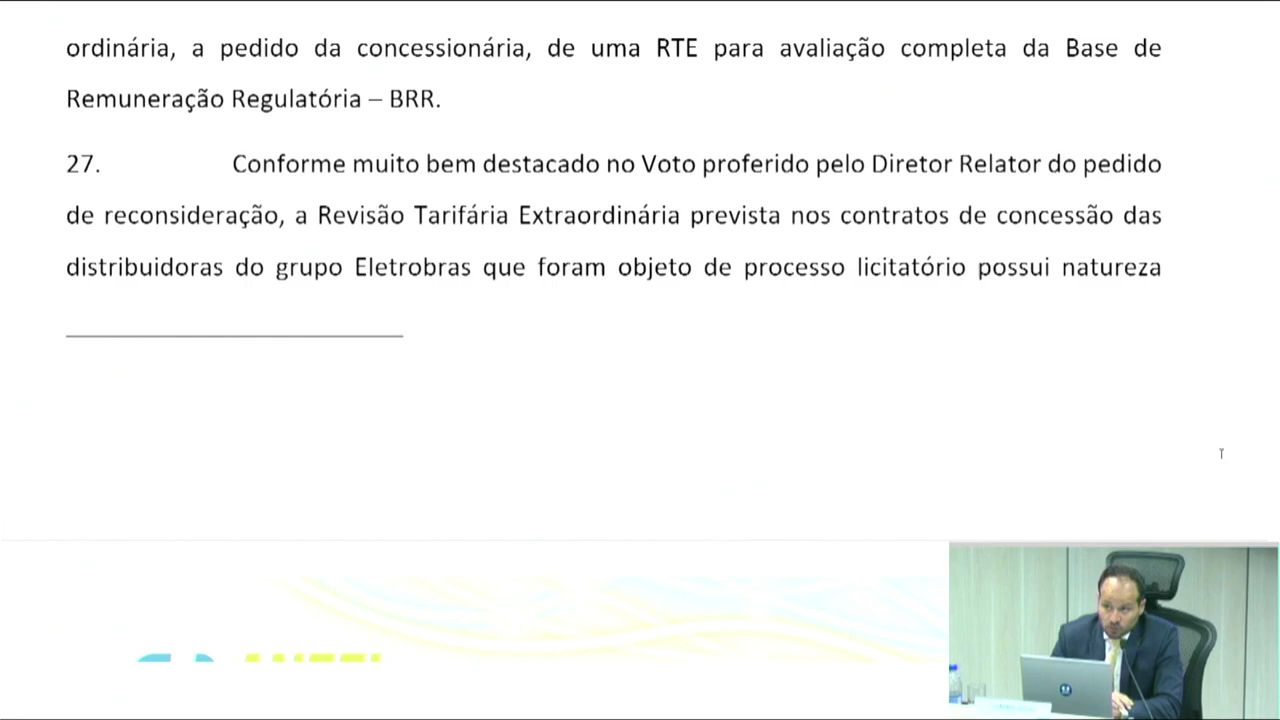 ordinária, a pedido da concessionária, de uma RTE para avaliação completa da Base de
Remuneração Regulatória – BRR.
27. Conforme muito bem destacado no Voto proferido pelo Diretor Relator do pedido
de reconsideração, a Revisão Tarifária Extraordinária prevista nos contratos de concessão das
distribuidoras do grupo Eletrobras que foram objeto de processo licitatório possui natureza